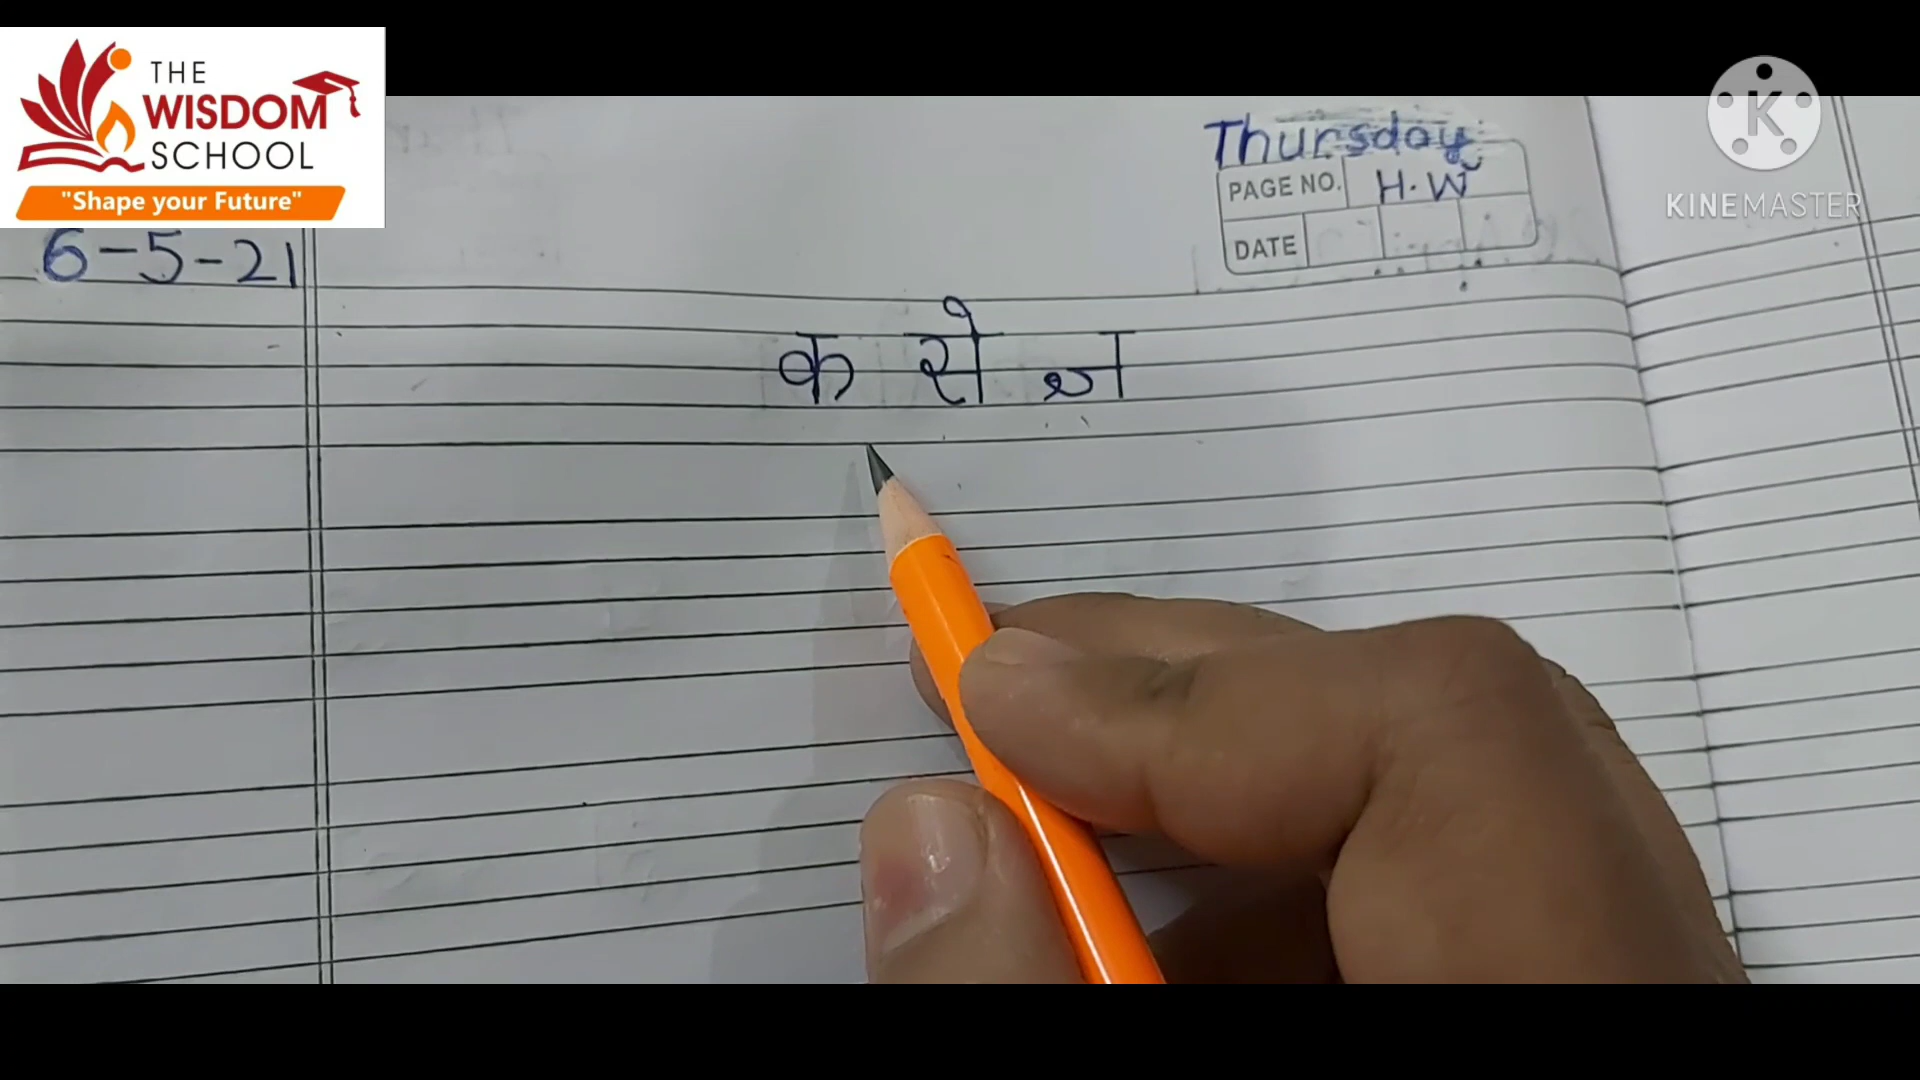 THE
WISDOM
SCHOOL
"Shape your Future"
Thursday
PAGE NO. H.W
DATE
KINEMASTER
6-5-21
क से ज